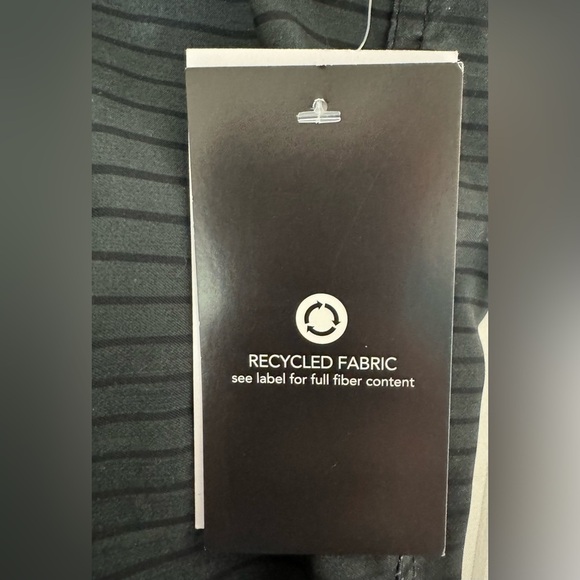 RECYCLED FABRIC
see label for full fiber content